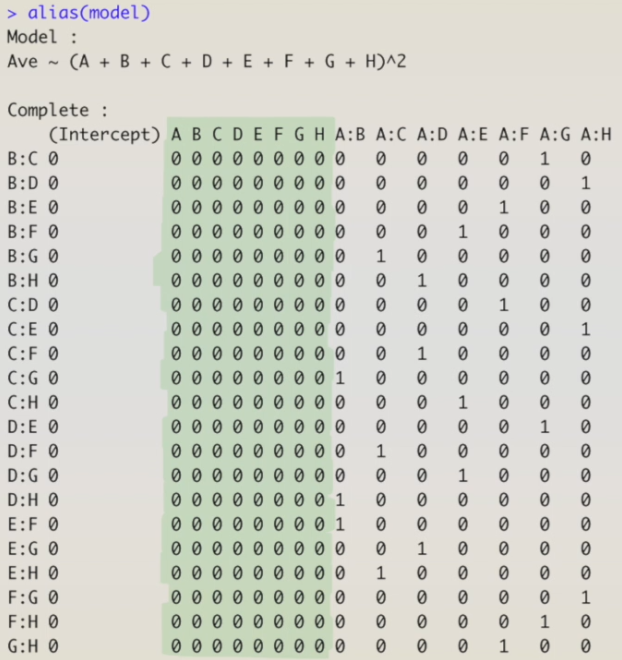 > alias(model)
Model :
Ave ~ (A + B + C + D + E + F + G + H)^2
Complete :
(Intercept) A B C D E F G H A:B A:C A:D A:E A:F A:G A:H
B:C 0 0 0 0 0 0 0 0 0 0 0 0 0 0 1 0
B:D 0 0 0 0 0 0 0 0 0 0 0 0 0 0 0 1
B:E 0 0 0 0 0 0 0 0 0 0 0 0 0 1 0 0
B:F 0 0 0 0 0 0 0 0 0 0 0 0 1 0 0 0
B:G 0 0 0 0 0 0 0 0 0 0 1 0 0 0 0 0
B:H 0 0 0 0 0 0 0 0 0 0 0 1 0 0 0 0
C:D 0 0 0 0 0 0 0 0 0 0 0 0 0 1 0 0
C:E 0 0 0 0 0 0 0 0 0 0 0 0 0 0 0 1
C:F 0 0 0 0 0 0 0 0 0 0 0 1 0 0 0 0
C:G 0 0 0 0 0 0 0 0 0 1 0 0 0 0 0 0
C:H 0 0 0 0 0 0 0 0 0 0 0 0 1 0 0 0
D:E 0 0 0 0 0 0 0 0 0 0 0 0 0 0 1 0
D:F 0 0 0 0 0 0 0 0 0 0 1 0 0 0 0 0
D:G 0 0 0 0 0 0 0 0 0 0 0 0 1 0 0 0
D:H 0 0 0 0 0 0 0 0 0 1 0 0 0 0 0 0
E:F 0 0 0 0 0 0 0 0 0 1 0 0 0 0 0 0
E:G 0 0 0 0 0 0 0 0 0 0 0 1 0 0 0 0
E:H 0 0 0 0 0 0 0 0 0 0 1 0 0 0 0 0
F:G 0 0 0 0 0 0 0 0 0 0 0 0 0 0 0 1
F:H 0 0 0 0 0 0 0 0 0 0 0 0 0 0 1 0
G:H 0 0 0 0 0 0 0 0 0 0 0 0 0 1 0 0